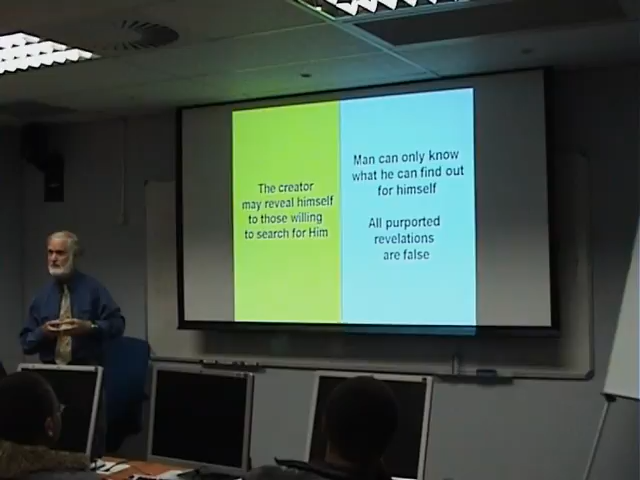 The creator
may reveal himself
to those willing
to search for Him
Man can only know
what he can find out
for himself
All purported
revelations
are false